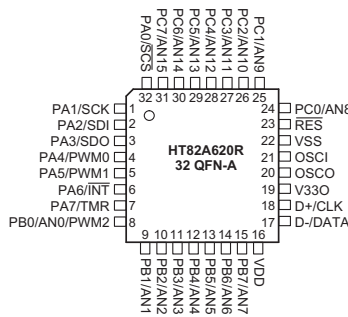 PA0/SCS
PC7/AN15
PC6/AN14
PC5/AN13
PC4/AN12
PC3/AN11
PC2/AN10
PC1/AN9
32 31 30 29 28 27 26 25
PA1/SCK 1
PA2/SDI 2
PA3/SDO 3
PA4/PWM0 4
PA5/PWM1 5
PA6/INT 6
PA7/TMR 7
PB0/AN0/PWM2 8
HT82A620R
32 QFN-A
24 PC0/AN8
23 RES
22 VSS
21 OSCI
20 OSCO
19 V33O
18 D+/CLK
17 D-/DATA
9 10 11 12 13 14 15 16
PB1/AN1
PB2/AN2
PB3/AN3
PB4/AN4
PB5/AN5
PB6/AN6
PB7/AN7
VDD